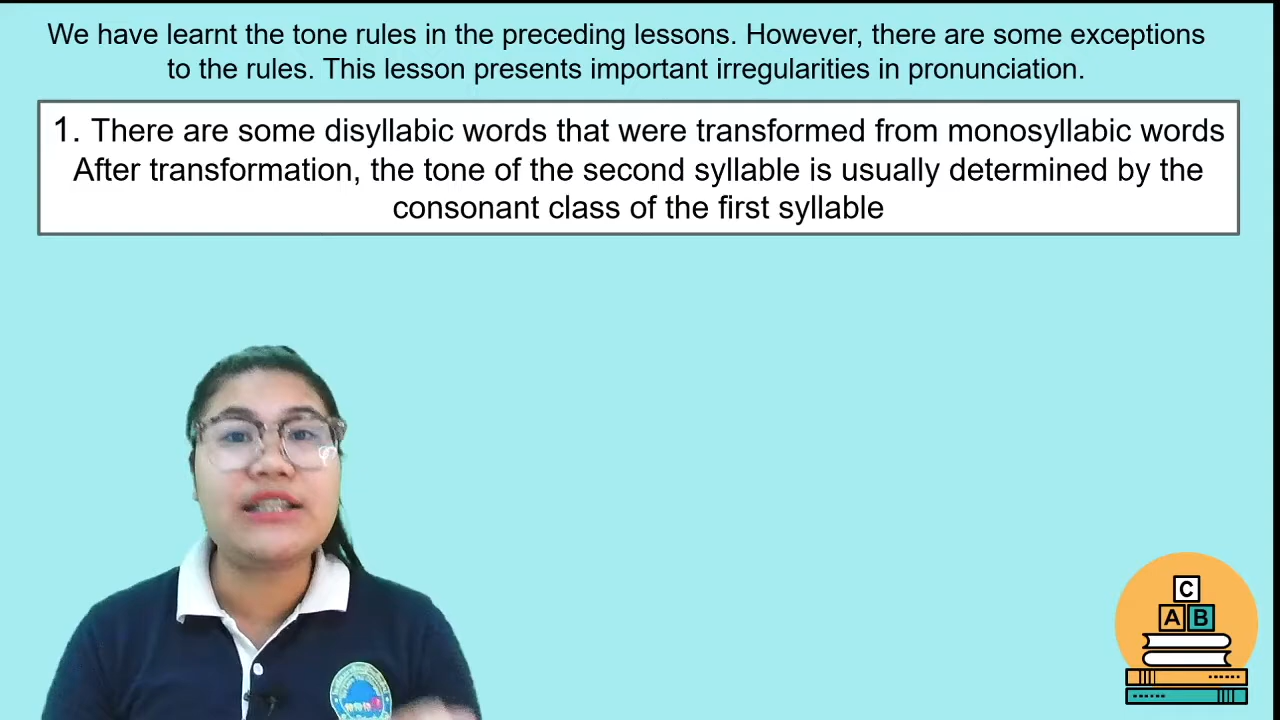 We have learnt the tone rules in the preceding lessons. However, there are some exceptions
to the rules. This lesson presents important irregularities in pronunciation.
1. There are some disyllabic words that were transformed from monosyllabic words
After transformation, the tone of the second syllable is usually determined by the
consonant class of the first syllable
C
A B